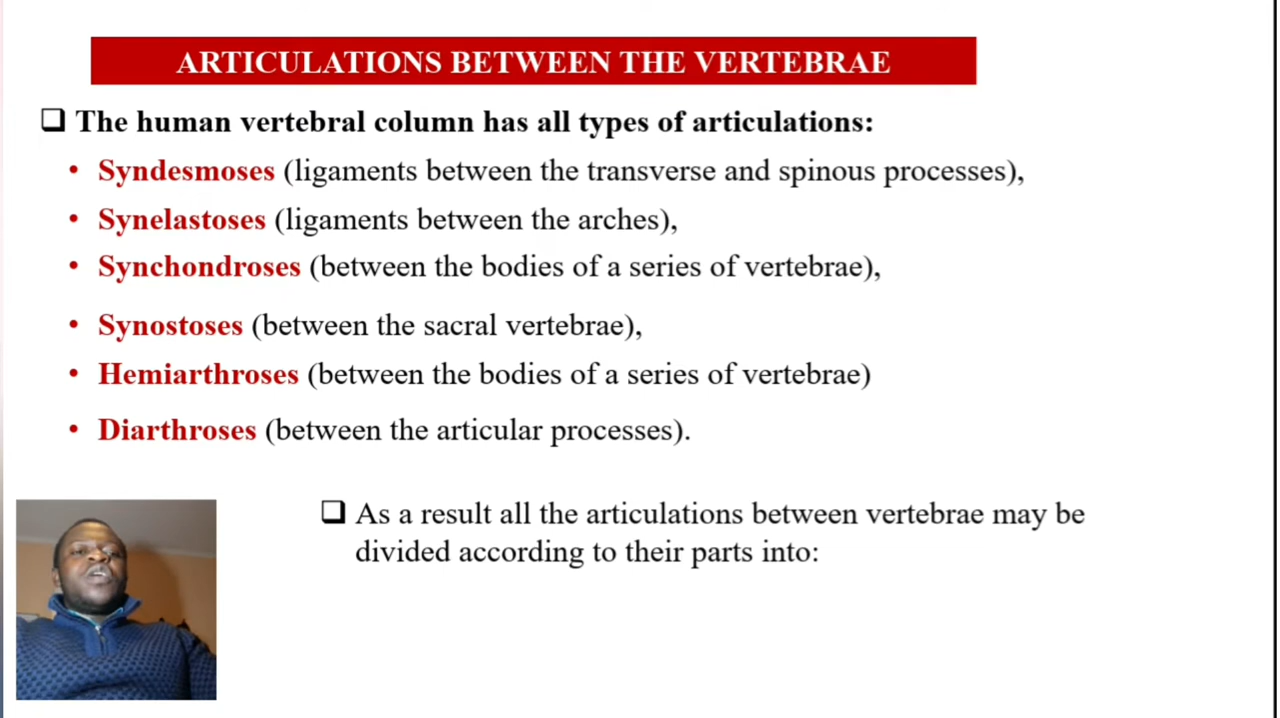 ARTICULATIONS BETWEEN THE VERTEBRAE
The human vertebral column has all types of articulations:
Syndesmoses (ligaments between the transverse and spinous processes),
Synelastoses (ligaments between the arches),
Synchondroses (between the bodies of a series of vertebrae),
Synostoses (between the sacral vertebrae),
Hemiarthroses (between the bodies of a series of vertebrae)
Diarthroses (between the articular processes).
As a result all the articulations between vertebrae may be
divided according to their parts into: